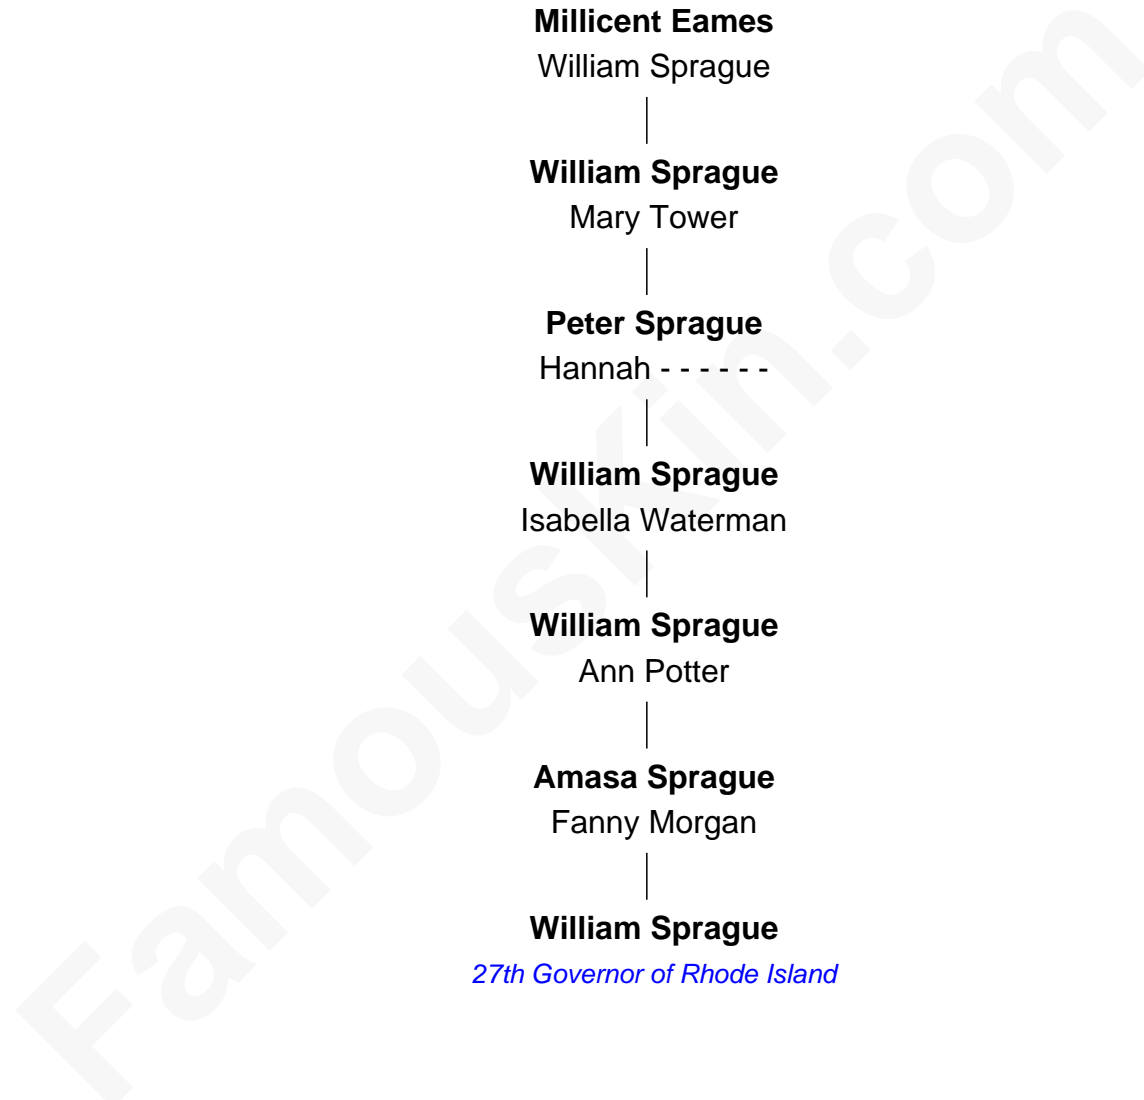 Millicent Eames
William Sprague
William Sprague
Mary Tower
Peter Sprague
Hannah - - - - - -
William Sprague
Isabella Waterman
William Sprague
Ann Potter
Amasa Sprague
Fanny Morgan
William Sprague
27th Governor of Rhode Island
FamousKin.com